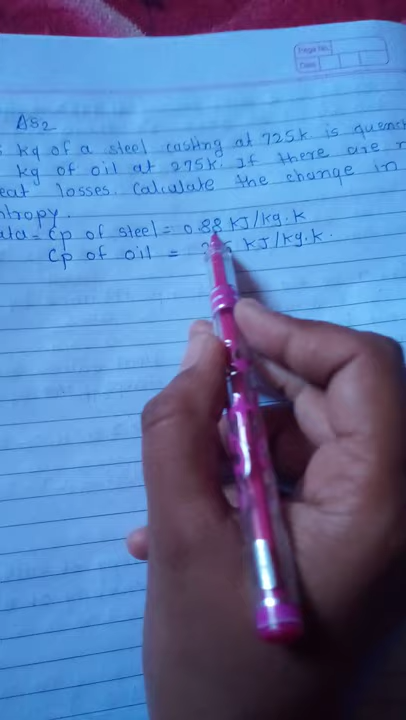 Page No.
Date
AS2
kg of a steel casting at 725k. is quench
kg of oil at 275k. If there are n
eat losses. Calculate the change in
ntropy.
ata = Cp of steel = 0.88 KJ/kg.k
Cp of oil = KJ/kg.k.